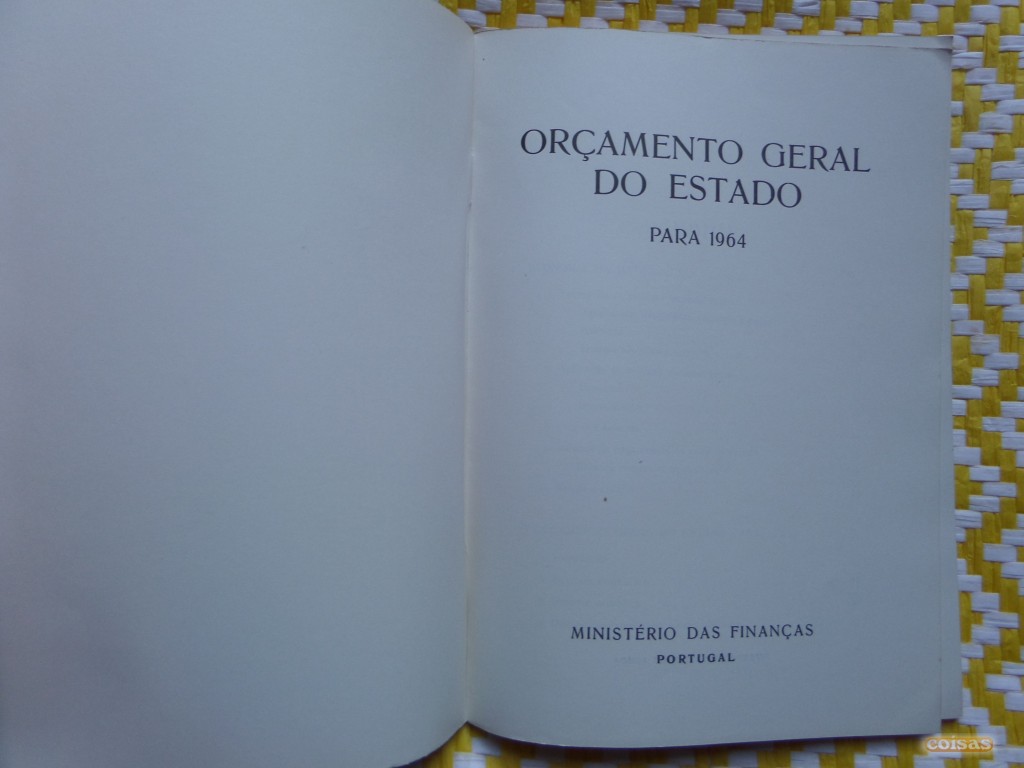 ORÇAMENTO GERAL
DO ESTADO
PARA 1964
MINISTÉRIO DAS FINANÇAS
PORTUGAL
coisas